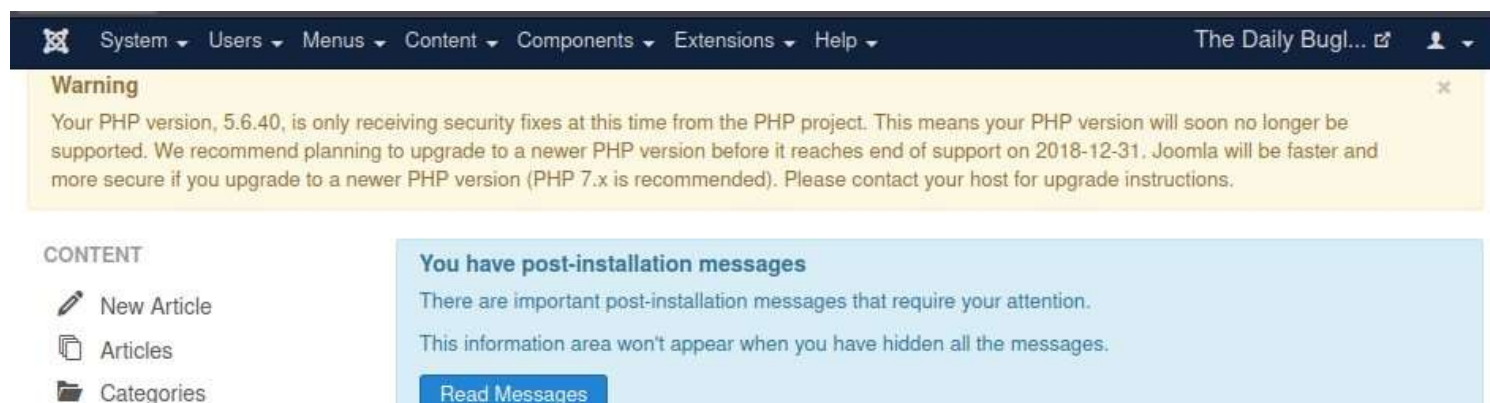 System Users Menus Content Components Extensions Help The Daily Bugl...
Warning
Your PHP version, 5.6.40, is only receiving security fixes at this time from the PHP project. This means your PHP version will soon no longer be
supported. We recommend planning to upgrade to a newer PHP version before it reaches end of support on 2018-12-31. Joomla will be faster and
more secure if you upgrade to a newer PHP version (PHP 7.x is recommended). Please contact your host for upgrade instructions.
CONTENT
New Article
Articles
Categories
You have post-installation messages
There are important post-installation messages that require your attention.
This information area won't appear when you have hidden all the messages.
Read Messages